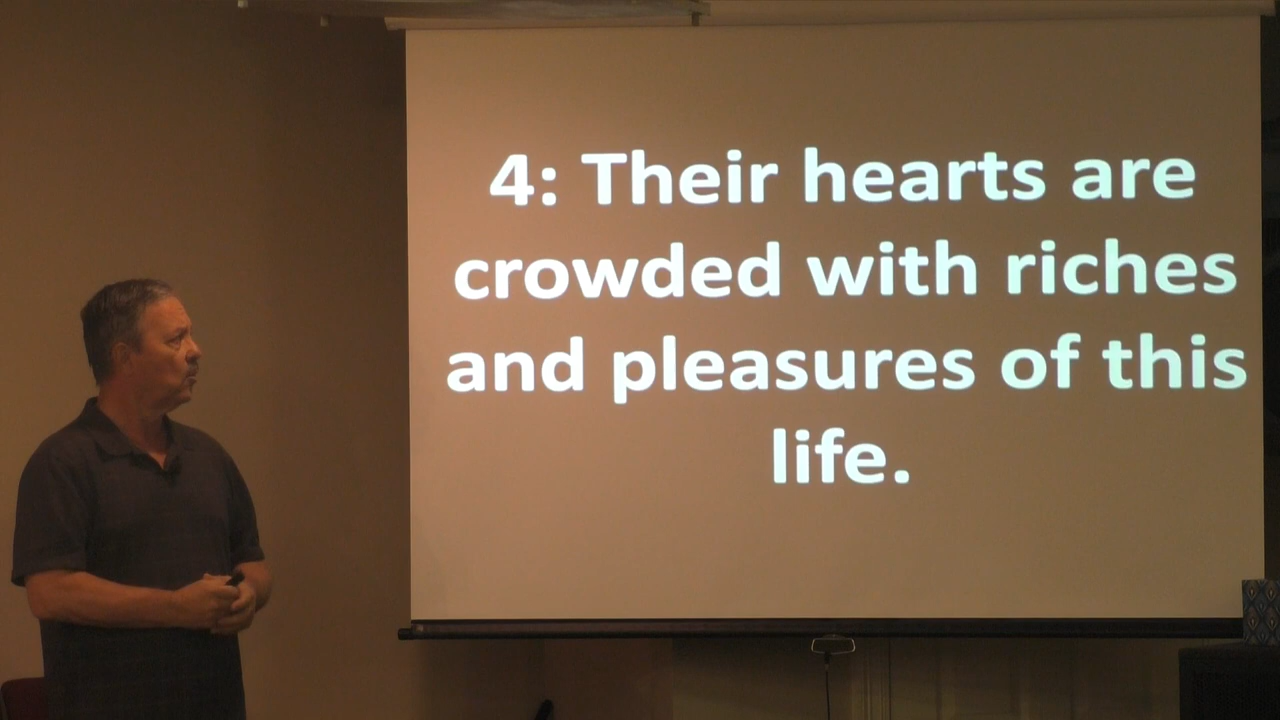 4: Their hearts are
crowded with riches
and pleasures of this
life.